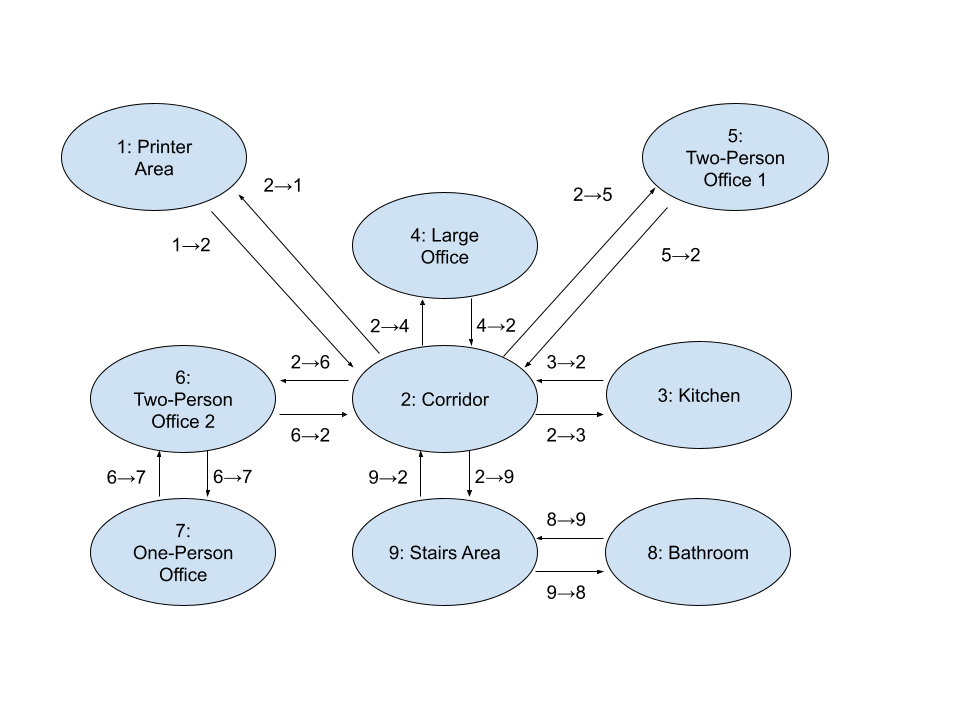 1: Printer
Area
2→1
1→2
5:
Two-Person
Office 1
2→5
5→2
4: Large
Office
2→4
4→2
6:
Two-Person
Office 2
2→6
6→2
2: Corridor
3→2
2→3
3: Kitchen
6→7
6→7
9→2
2→9
7:
One-Person
Office
9: Stairs Area
8→9
9→8
8: Bathroom